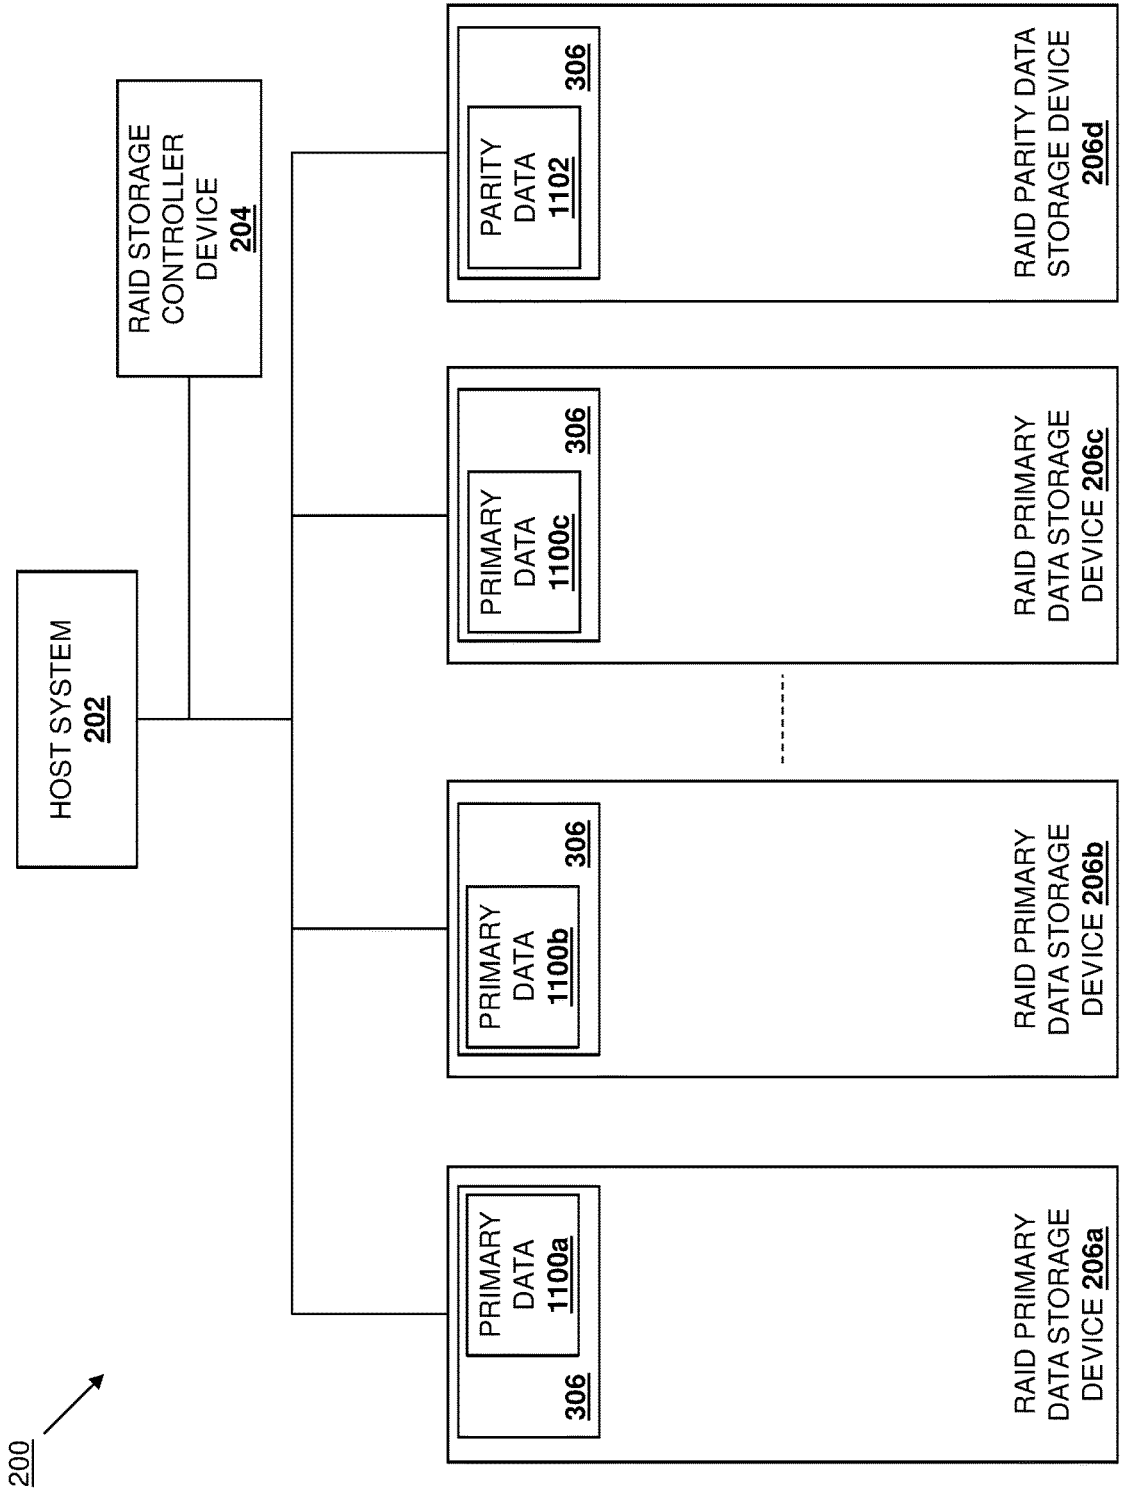 200
HOST SYSTEM
202
RAID STORAGE
CONTROLLER
DEVICE
204
306
PRIMARY
DATA
1100a
RAID PRIMARY
DATA STORAGE
DEVICE 206a
PRIMARY
DATA
1100b
306
RAID PRIMARY
DATA STORAGE
DEVICE 206b
PRIMARY
DATA
1100c
306
RAID PRIMARY
DATA STORAGE
DEVICE 206c
PARITY
DATA
1102
306
RAID PARITY DATA
STORAGE DEVICE
206d